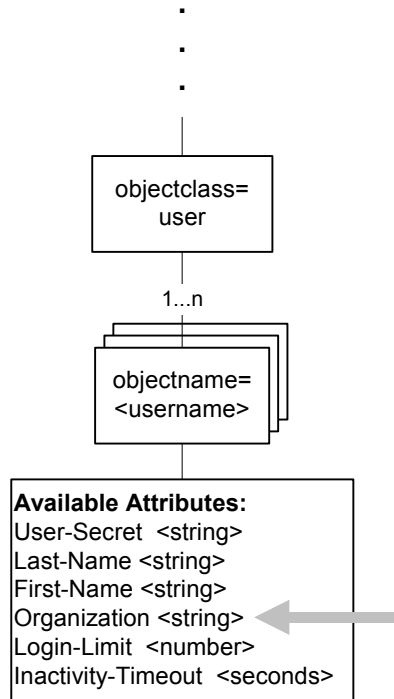 objectclass=
user
1...n
objectname=
<username>
Available Attributes:
User-Secret <string>
Last-Name <string>
First-Name <string>
Organization <string>
Login-Limit <number>
Inactivity-Timeout <seconds>